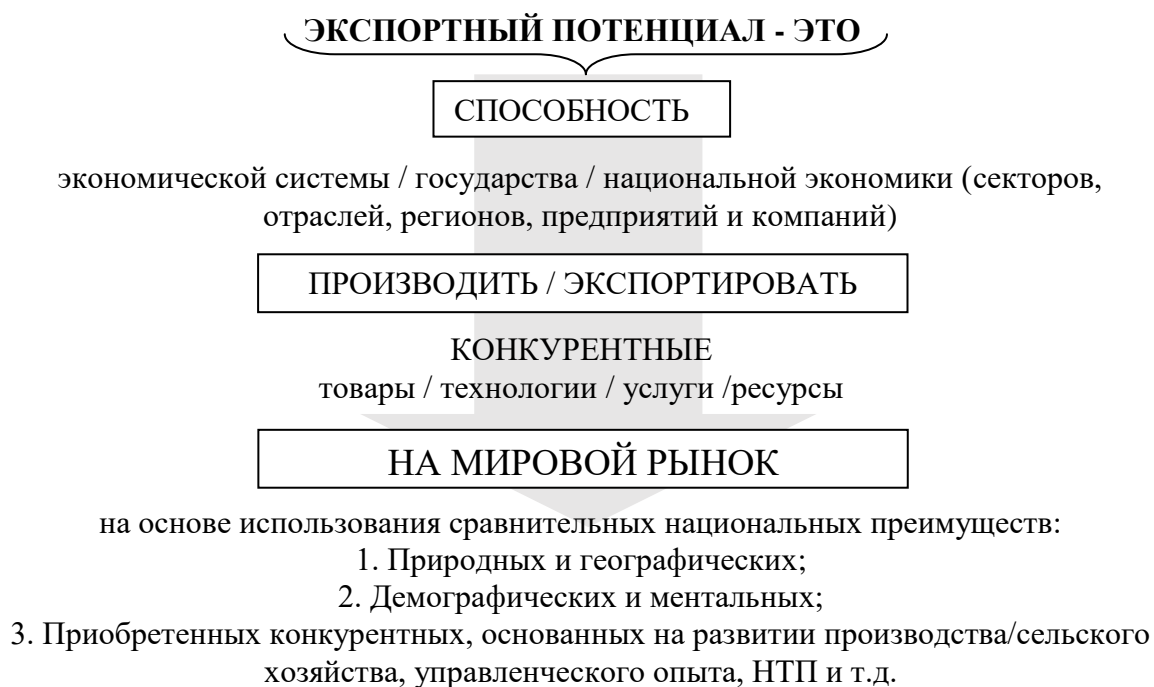 ЭКСПОРТНЫЙ ПОТЕНЦИАЛ - ЭТО
СПОСОБНОСТЬ
экономической системы / государства / национальной экономики (секторов,
отраслей, регионов, предприятий и компаний)
ПРОИЗВОДИТЬ / ЭКСПОРТИРОВАТЬ
КОНКУРЕНТНЫЕ
товары / технологии / услуги /ресурсы
НА МИРОВОЙ РЫНОК
на основе использования сравнительных национальных преимуществ:
1. Природных и географических;
2. Демографических и ментальных;
3. Приобретенных конкурентных, основанных на развитии производства/сельского
хозяйства, управленческого опыта, НТП и т.д.